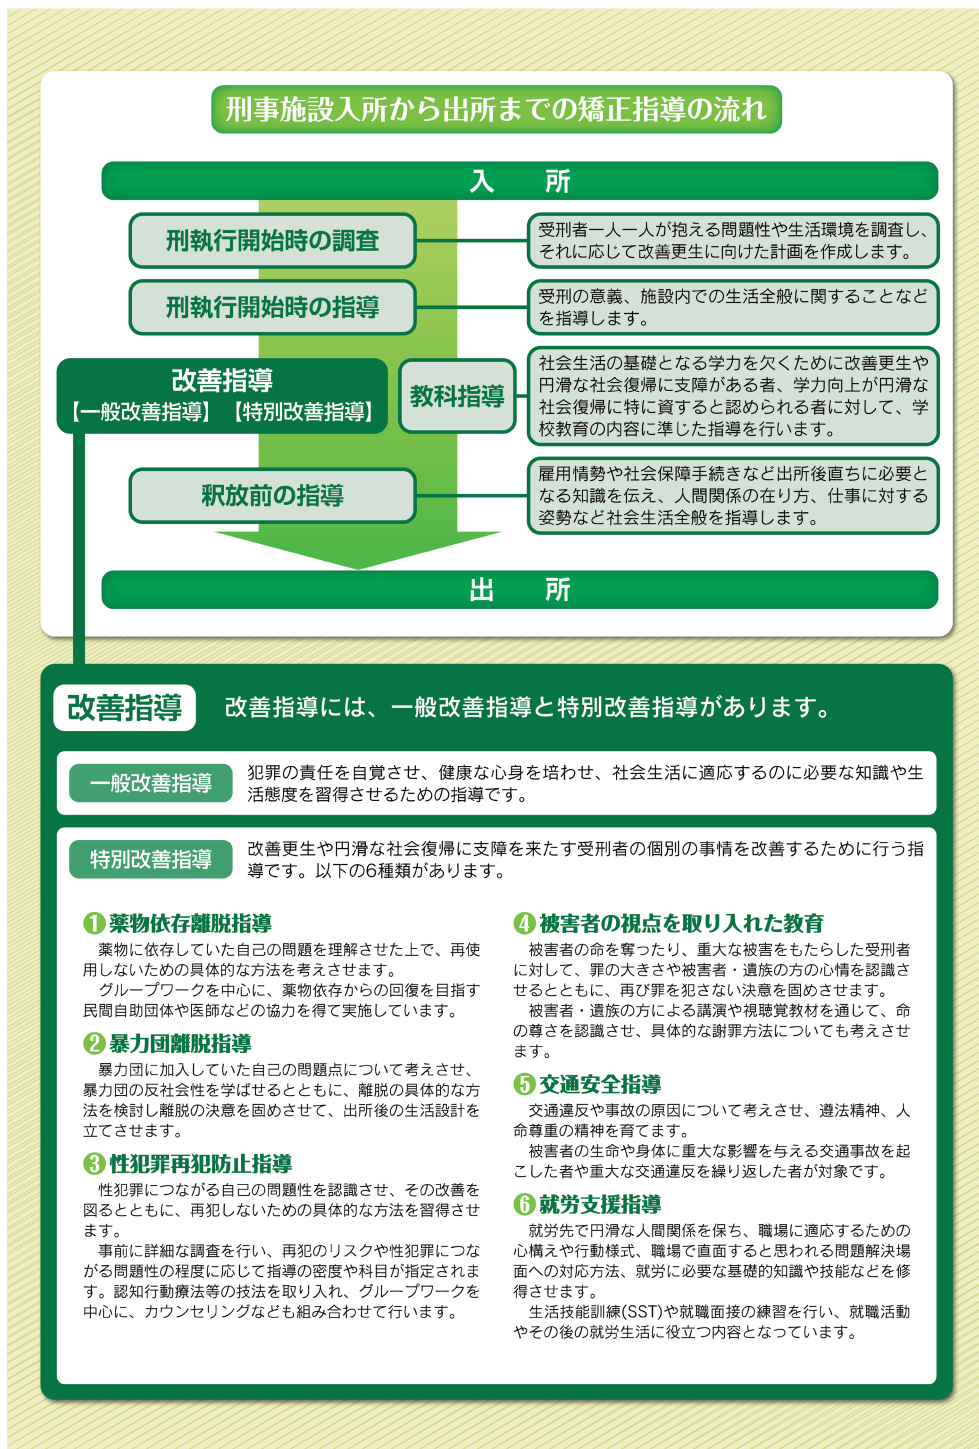 刑事施設入所から出所までの矯正指導の流れ
入　所
刑執行開始時の調査
受刑者一人一人が抱える問題性や生活環境を調査し、
それに応じて改善更生に向けた計画を作成します。
刑執行開始時の指導
受刑の意義、施設内での生活全般に関することなど
を指導します。
改善指導
【一般改善指導】【特別改善指導】
教科指導
社会生活の基礎となる学力を欠くために改善更生や
円滑な社会復帰に支障がある者、学力向上が円滑な
社会復帰に特に資すると認められる者に対して、学
校教育の内容に準じた指導を行います。
釈放前の指導
雇用情勢や社会保障手続きなど出所後直ちに必要と
なる知識を伝え、人間関係の在り方、仕事に対する
姿勢など社会生活全般を指導します。
出　所
改善指導
改善指導には、一般改善指導と特別改善指導があります。
一般改善指導
犯罪の責任を自覚させ、健康な心身を培わせ、社会生活に適応するのに必要な知識や生
活態度を習得させるための指導です。
特別改善指導
改善更生や円滑な社会復帰に支障を来たす受刑者の個別の事情を改善するために行う指
導です。以下の6種類があります。
❶薬物依存離脱指導
薬物に依存していた自己の問題を理解させた上で、再使
用しないための具体的な方法を考えさせます。
グループワークを中心に、薬物依存からの回復を目指す
民間自助団体や医師などの協力を得て実施しています。
❷暴力団離脱指導
暴力団に加入していた自己の問題点について考えさせ、
暴力団の反社会性を学ばせるとともに、離脱の具体的な方
法を検討し離脱の決意を固めさせて、出所後の生活設計を
立てさせます。
❸性犯罪再犯防止指導
性犯罪につながる自己の問題性を認識させ、その改善を
図るとともに、再犯しないための具体的な方法を習得させ
ます。
事前に詳細な調査を行い、再犯のリスクや性犯罪につな
がる問題性の程度に応じて指導の密度や科目が指定されま
す。認知行動療法等の技法を取り入れ、グループワークを
中心に、カウンセリングなども組み合わせて行います。
❹被害者の視点を取り入れた教育
被害者の命を奪ったり、重大な被害をもたらした受刑者
に対して、罪の大きさや被害者・遺族の方の心情を認識さ
せるとともに、再び罪を犯さない決意を固めさせます。
被害者・遺族の方による講演や視聴覚教材を通じて、命
の尊さを認識させ、具体的な謝罪方法についても考えさせ
ます。
❺交通安全指導
交通違反や事故の原因について考えさせ、遵法精神、人
命尊重の精神を育てます。
被害者の生命や身体に重大な影響を与える交通事故を起
こした者や重大な交通違反を繰り返した者が対象です。
❻就労支援指導
就労先で円滑な人間関係を保ち、職場に適応するための
心構えや行動様式、職場で直面すると思われる問題解決場
面への対応方法、就労に必要な基礎的知識や技能などを修
得させます。
生活技能訓練(SST)や就職面接の練習を行い、就職活動
やその後の就労生活に役立つ内容となっています。